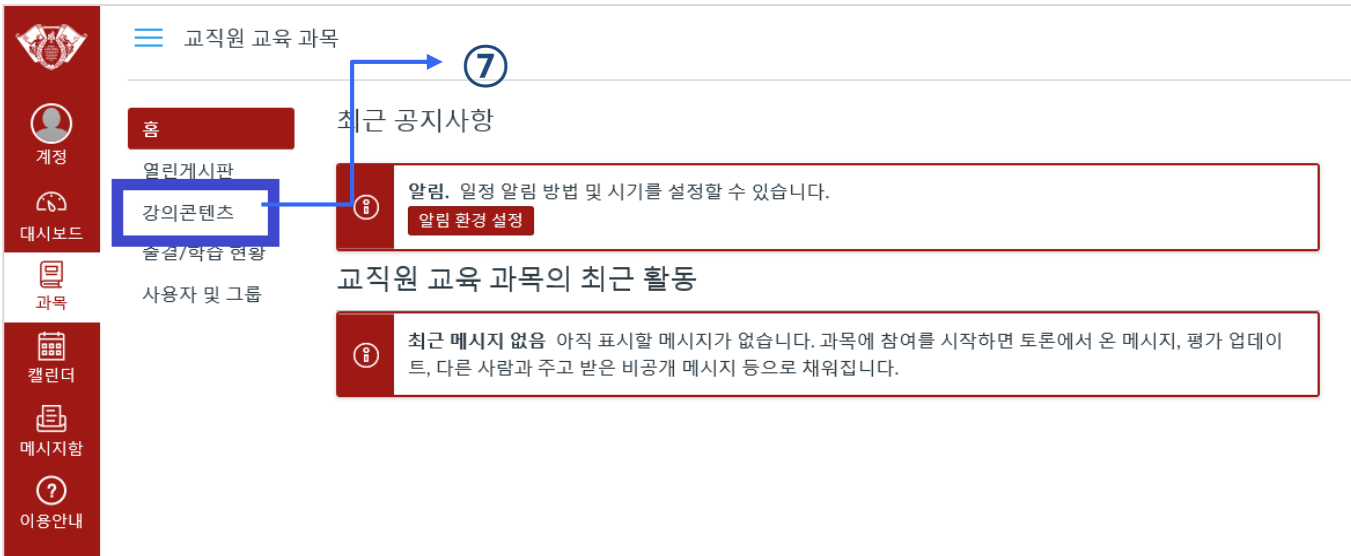 교직원 교육 과목
⑦
계정
대시보드
과목
캘린더
메시지함
이용안내
홈
열린게시판
강의콘텐츠
출결/학습 현황
사용자 및 그룹
최근 공지사항
알림. 일정 알림 방법 및 시기를 설정할 수 있습니다.
알림 환경 설정
교직원 교육 과목의 최근 활동
최근 메시지 없음 아직 표시할 메시지가 없습니다. 과목에 참여를 시작하면 토론에서 온 메시지, 평가 업데이
트, 다른 사람과 주고 받은 비공개 메시지 등으로 채워집니다.